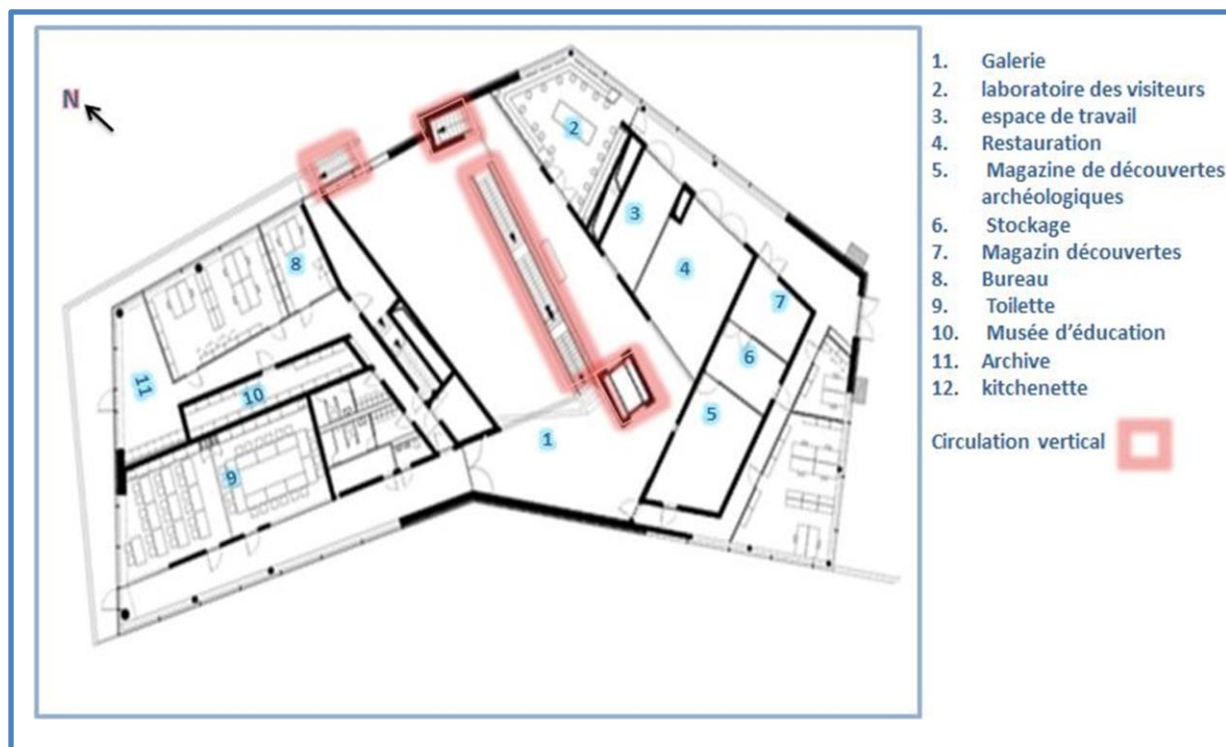 N
1. Galerie
2. laboratoire des visiteurs
3. espace de travail
4. Restauration
5. Magazine de découvertes
archéologiques
6. Stockage
7. Magazin découvertes
8. Bureau
9. Toilette
10. Musée d'éducation
11. Archive
12. kitchenette
Circulation vertical
2
3
8
4
7
6
11
10
5
1
9